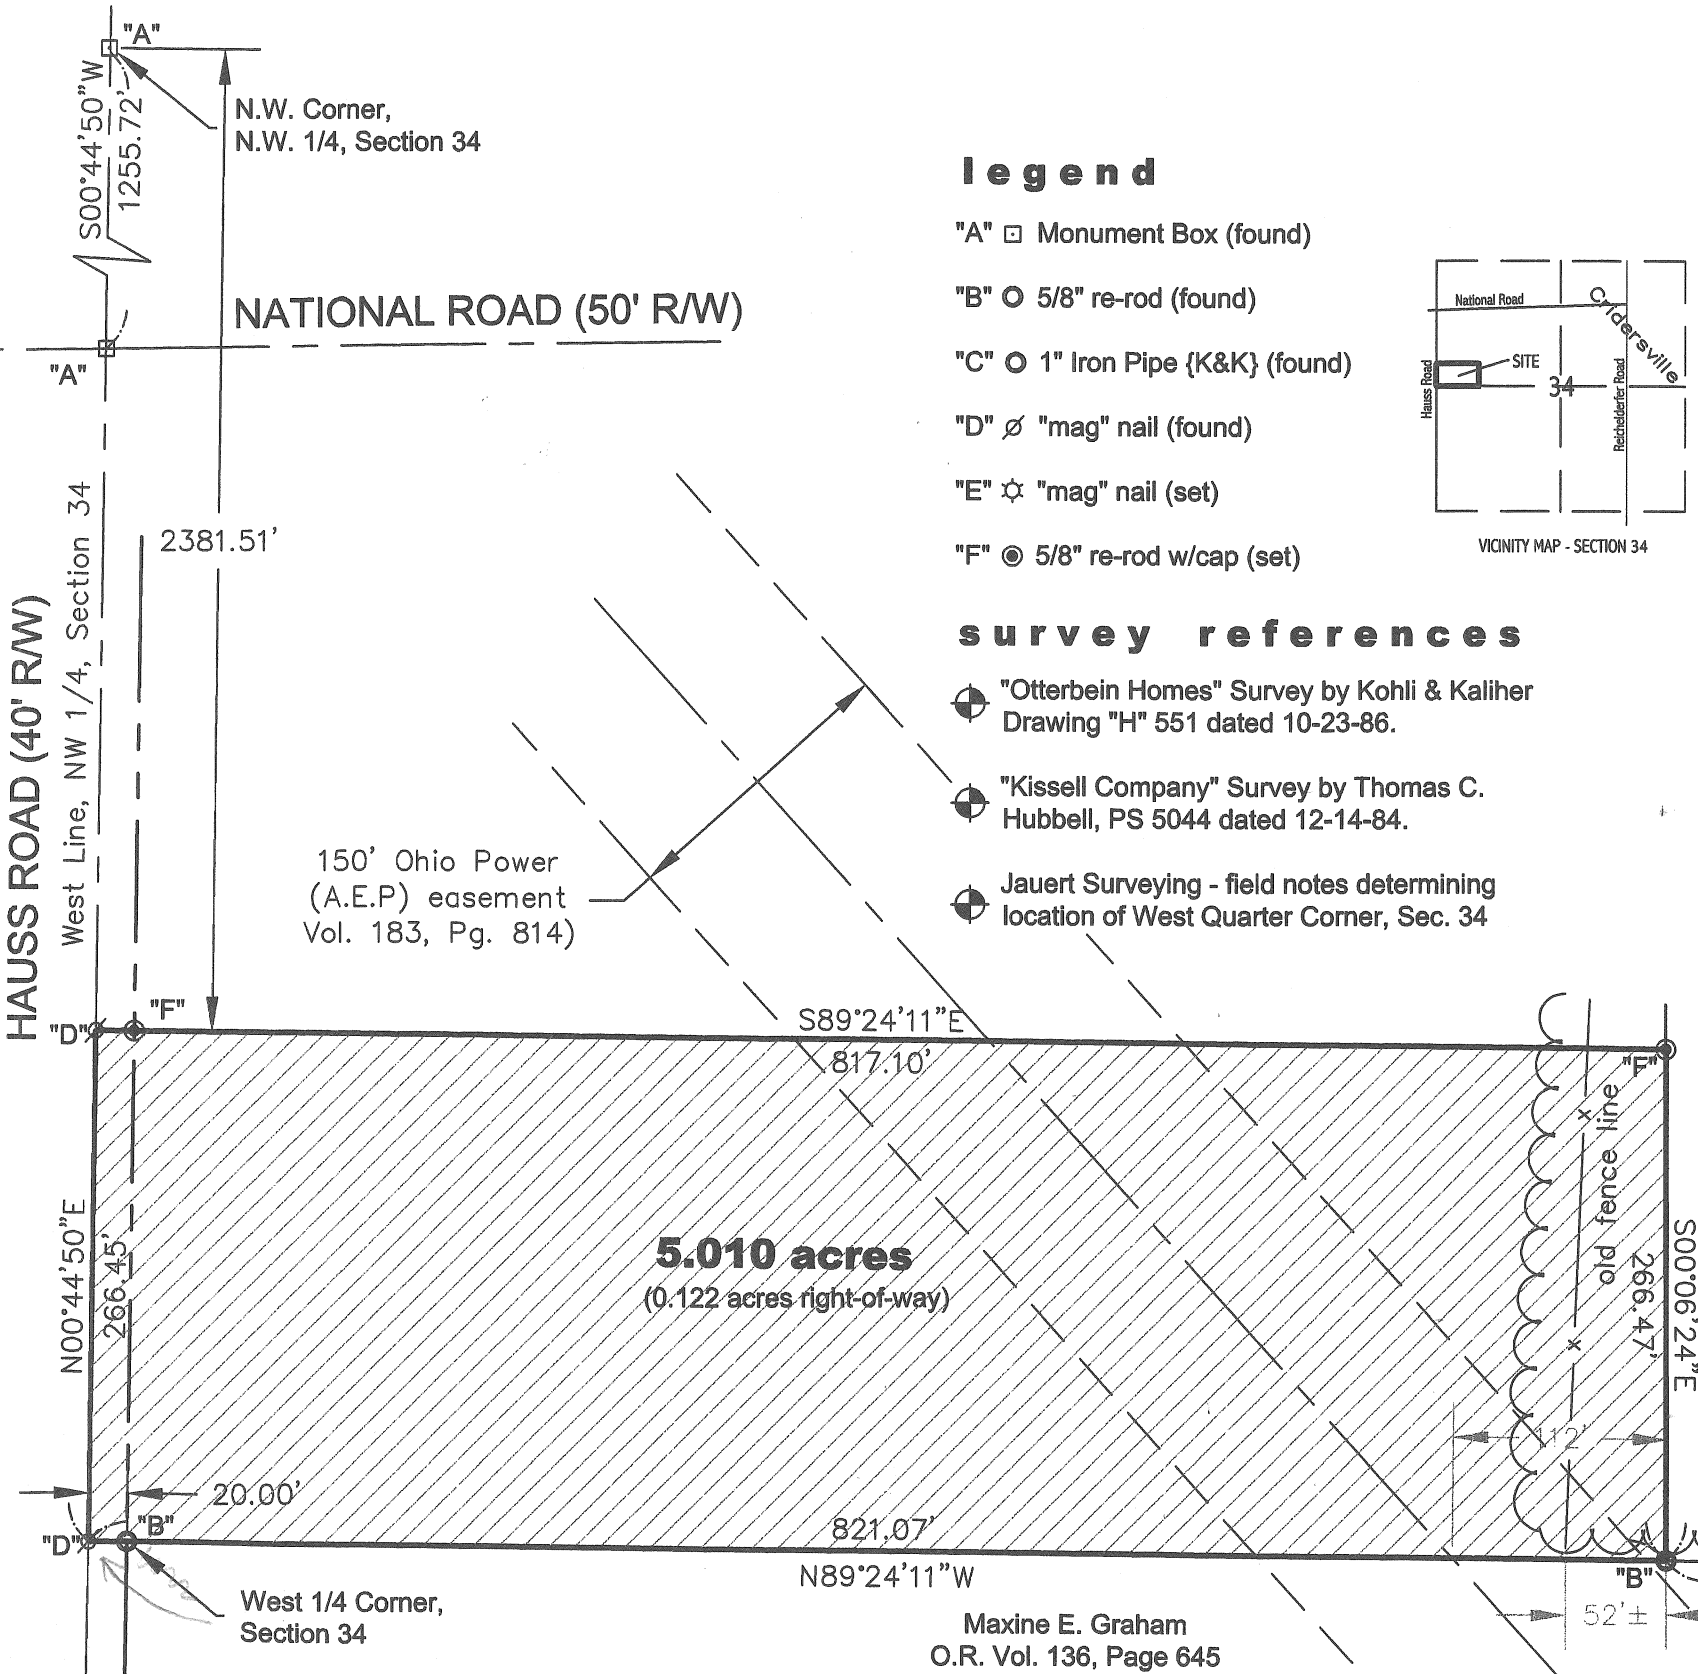 "A"
N.W. Corner,
N.W. 1/4, Section 34
S00°44'50"W
1255.72'
NATIONAL ROAD (50' R/W)
"A"
2381.51'
HAUSS ROAD (40' R/W)
West Line, NW 1/4, Section 34
legend
"A" Monument Box (found)
"B" 5/8" re-rod (found)
"C" 1" Iron Pipe {K&K} (found)
"D" "mag" nail (found)
"E" "mag" nail (set)
"F" 5/8" re-rod w/cap (set)
National Road
Cridersville
SITE
34
Hauss Road
Reichelderfer Road
VICINITY MAP - SECTION 34
survey references
"Otterbein Homes" Survey by Kohli & Kaliher
Drawing "H" 551 dated 10-23-86.
"Kissell Company" Survey by Thomas C.
Hubbell, PS 5044 dated 12-14-84.
Jauert Surveying - field notes determining
location of West Quarter Corner, Sec. 34
150' Ohio Power
(A.E.P) easement
Vol. 183, Pg. 814)
"D"
"F"
S89°24'11"E
817.10'
"F"
old fence line
N00°44'50"E
266.45'
5.010 acres
(0.122 acres right-of-way)
S00°06'24"E
266.47'
112'
20.00'
"D"
"B"
821.07'
N89°24'11"W
"B"
52'±
West 1/4 Corner,
Section 34
Maxine E. Graham
O.R. Vol. 136, Page 645